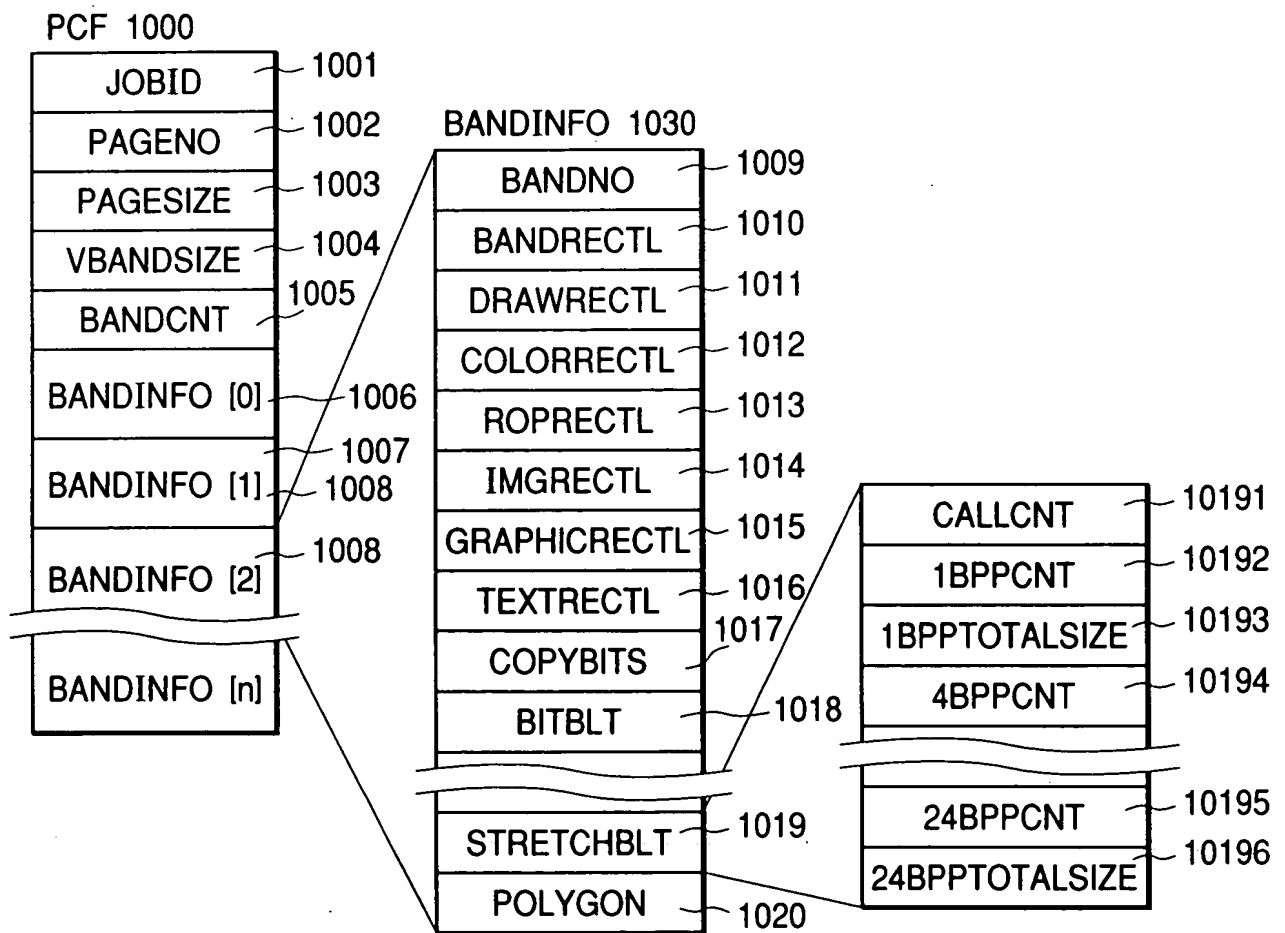 PCF 1000
JOBID 1001
PAGENO 1002
PAGESIZE 1003
VBANDSIZE 1004
BANDCNT 1005
BANDINFO [0] 1006
1007
BANDINFO [1] 1008
BANDINFO [2] 1008
BANDINFO [n]
BANDINFO 1030
BANDNO 1009
BANDRECTL 1010
DRAWRECTL 1011
COLORRECTL 1012
ROPRECTL 1013
IMGRECTL 1014
GRAPHICRECTL 1015
TEXTRECTL 1016
COPYBITS 1017
BITBLT 1018
STRETCHBLT 1019
POLYGON 1020
CALLCNT 10191
1BPPCNT 10192
1BPPTOTALSIZE 10193
4BPPCNT 10194
24BPPCNT 10195
24BPPTOTALSIZE 10196